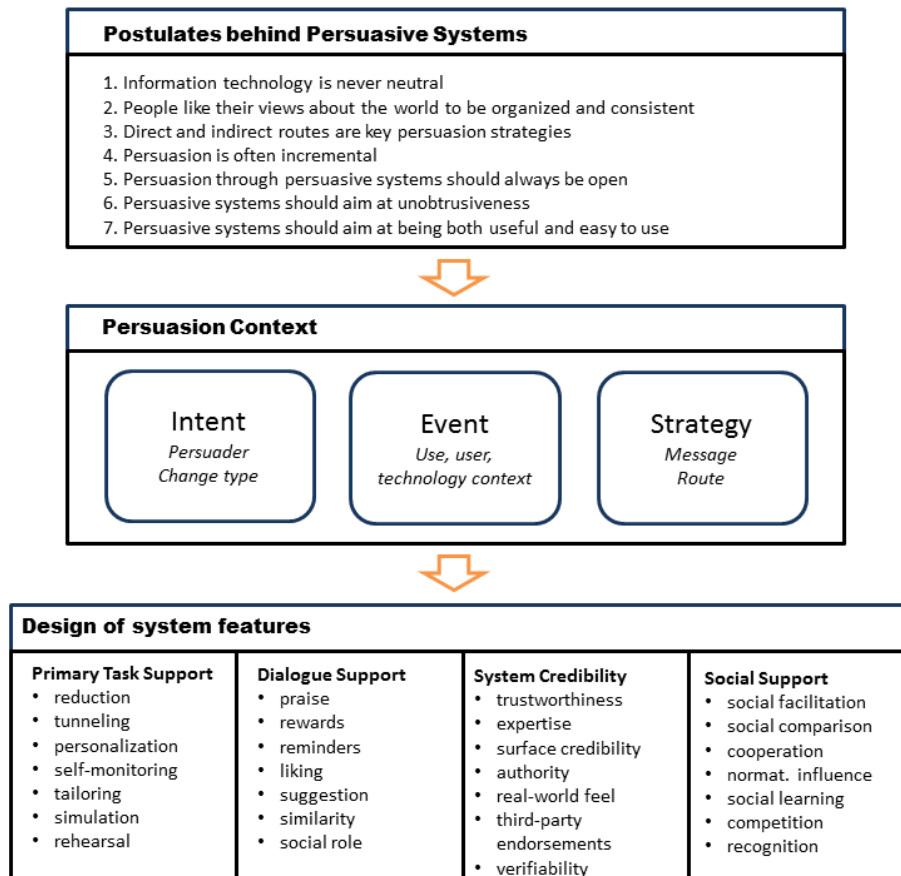 Postulates behind Persuasive Systems
1. Information technology is never neutral
2. People like their views about the world to be organized and consistent
3. Direct and indirect routes are key persuasion strategies
4. Persuasion is often incremental
5. Persuasion through persuasive systems should always be open
6. Persuasive systems should aim at unobtrusiveness
7. Persuasive systems should aim at being both useful and easy to use
Persuasion Context
Intent
Persuader
Change type
Event
Use, user,
technology context
Strategy
Message
Route
Design of system features
Primary Task Support
• reduction
• tunneling
• personalization
• self-monitoring
• tailoring
• simulation
• rehearsal
Dialogue Support
• praise
• rewards
• reminders
• liking
• suggestion
• similarity
• social role
System Credibility
• trustworthiness
• expertise
• surface credibility
• authority
• real-world feel
• third-party
endorsements
• verifiability
Social Support
• social facilitation
• social comparison
• cooperation
• normat. influence
• social learning
• competition
• recognition